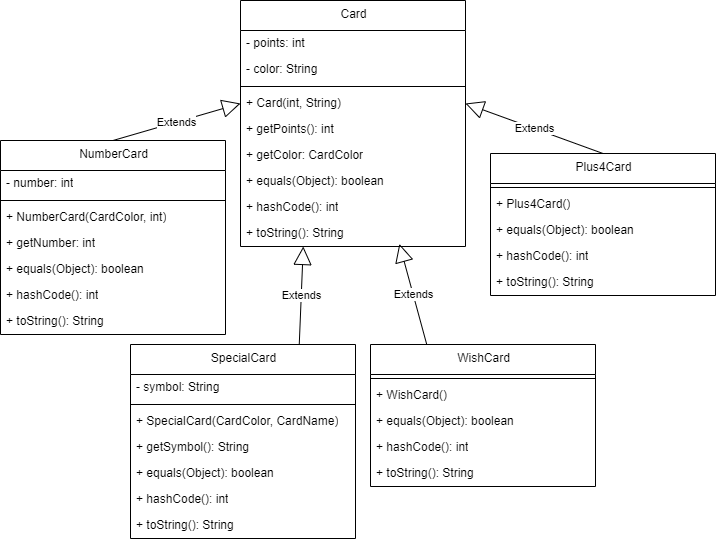 Card
- points: int
- color: String
+ Card(int, String)
+ getPoints(): int
+ getColor: CardColor
+ equals(Object): boolean
+ hashCode(): int
+ toString(): String
Extends
NumberCard
- number: int
+ NumberCard(CardColor, int)
+ getNumber: int
+ equals(Object): boolean
+ hashCode(): int
+ toString(): String
Extends
Plus4Card
+ Plus4Card()
+ equals(Object): boolean
+ hashCode(): int
+ toString(): String
Extends
SpecialCard
- symbol: String
+ SpecialCard(CardColor, CardName)
+ getSymbol(): String
+ equals(Object): boolean
+ hashCode(): int
+ toString(): String
Extends
WishCard
+ WishCard()
+ equals(Object): boolean
+ hashCode(): int
+ toString(): String